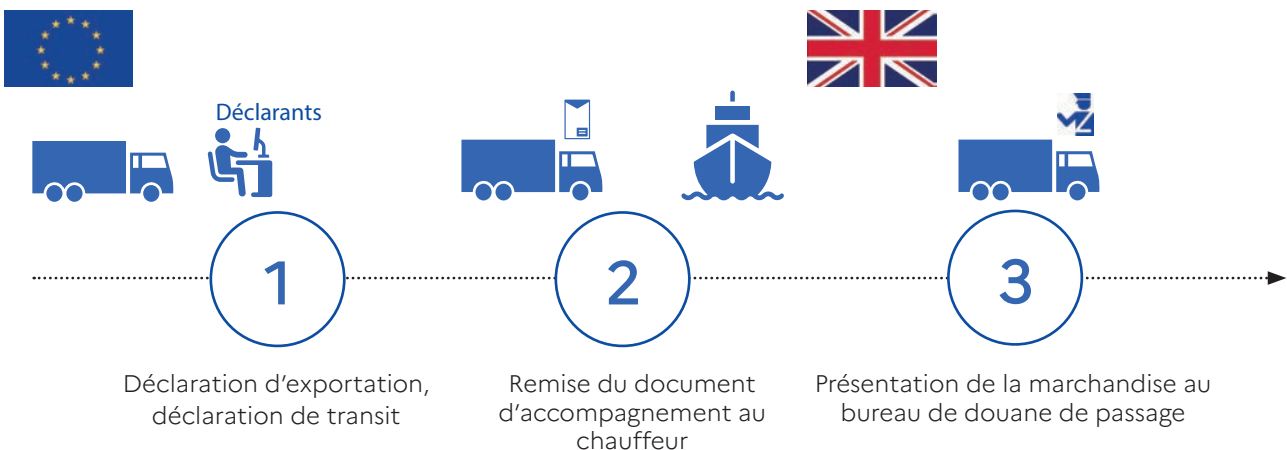 Déclarants
1
2
3
Déclaration d'exportation,
déclaration de transit
Remise du document
d'accompagnement au
chauffeur
Présentation de la marchandise au
bureau de douane de passage